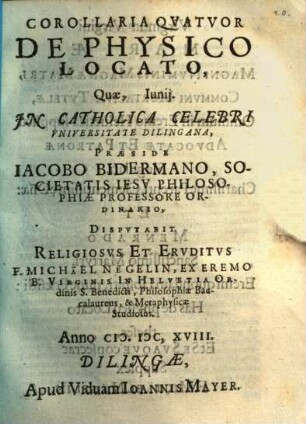 COROLLARIA QVATVOR
DE PHYSICO
LOCATO,
Quæ, Iunij.
IN CATHOLICA CELEBRI
VNIVERSITATE DILINGANA,
PRÆSIDE
IACOBO BIDERMANO, SO-
CIETATIS IESV PHILOSO,
PHIÆ PROFESSORE OR-
DINARIO,
DISPVTABIT
RELIGIOSVS ET ERVDITVS
F. MICHAEL NEGELIN, EX EREMO
B. VIRGINIS IN HELVETIA OR-
dinis S. Benedicti, Philosophiæ Bac-
calaureus, & Metaphysicæ
Studiosus.
Anno CIↃ. IↃC, XVIII.
DILINGÆ,
Apud Viduam IOANNIS MAYER.